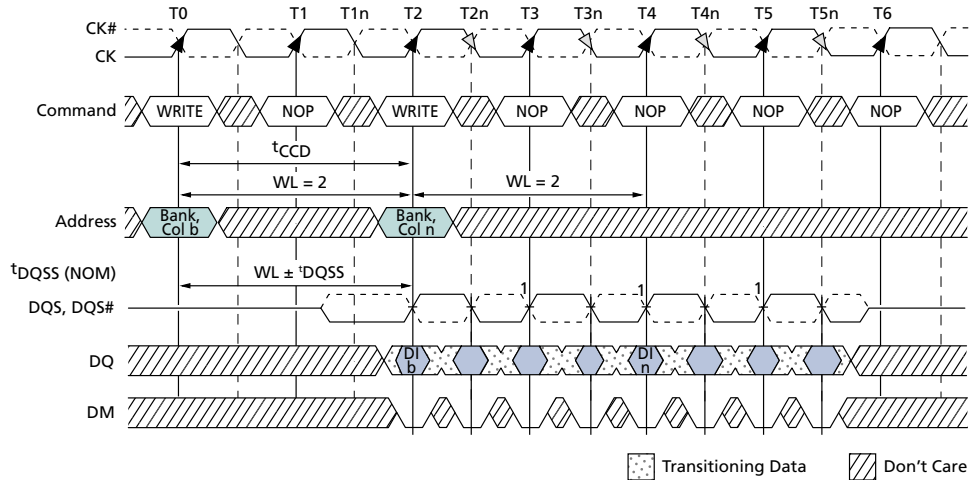 T0 T1 T1n T2 T2n T3 T3n T4 T4n T5 T5n T6
CK#
CK
Command WRITE NOP WRITE NOP NOP NOP NOP
tCCD
WL = 2 WL = 2
Address Bank, Col b Bank, Col n
tDQSS (NOM) WL ± tDQSS
DQS, DQS# 1 1 1
DQ DI b DI n
DM
Transitioning Data Don't Care